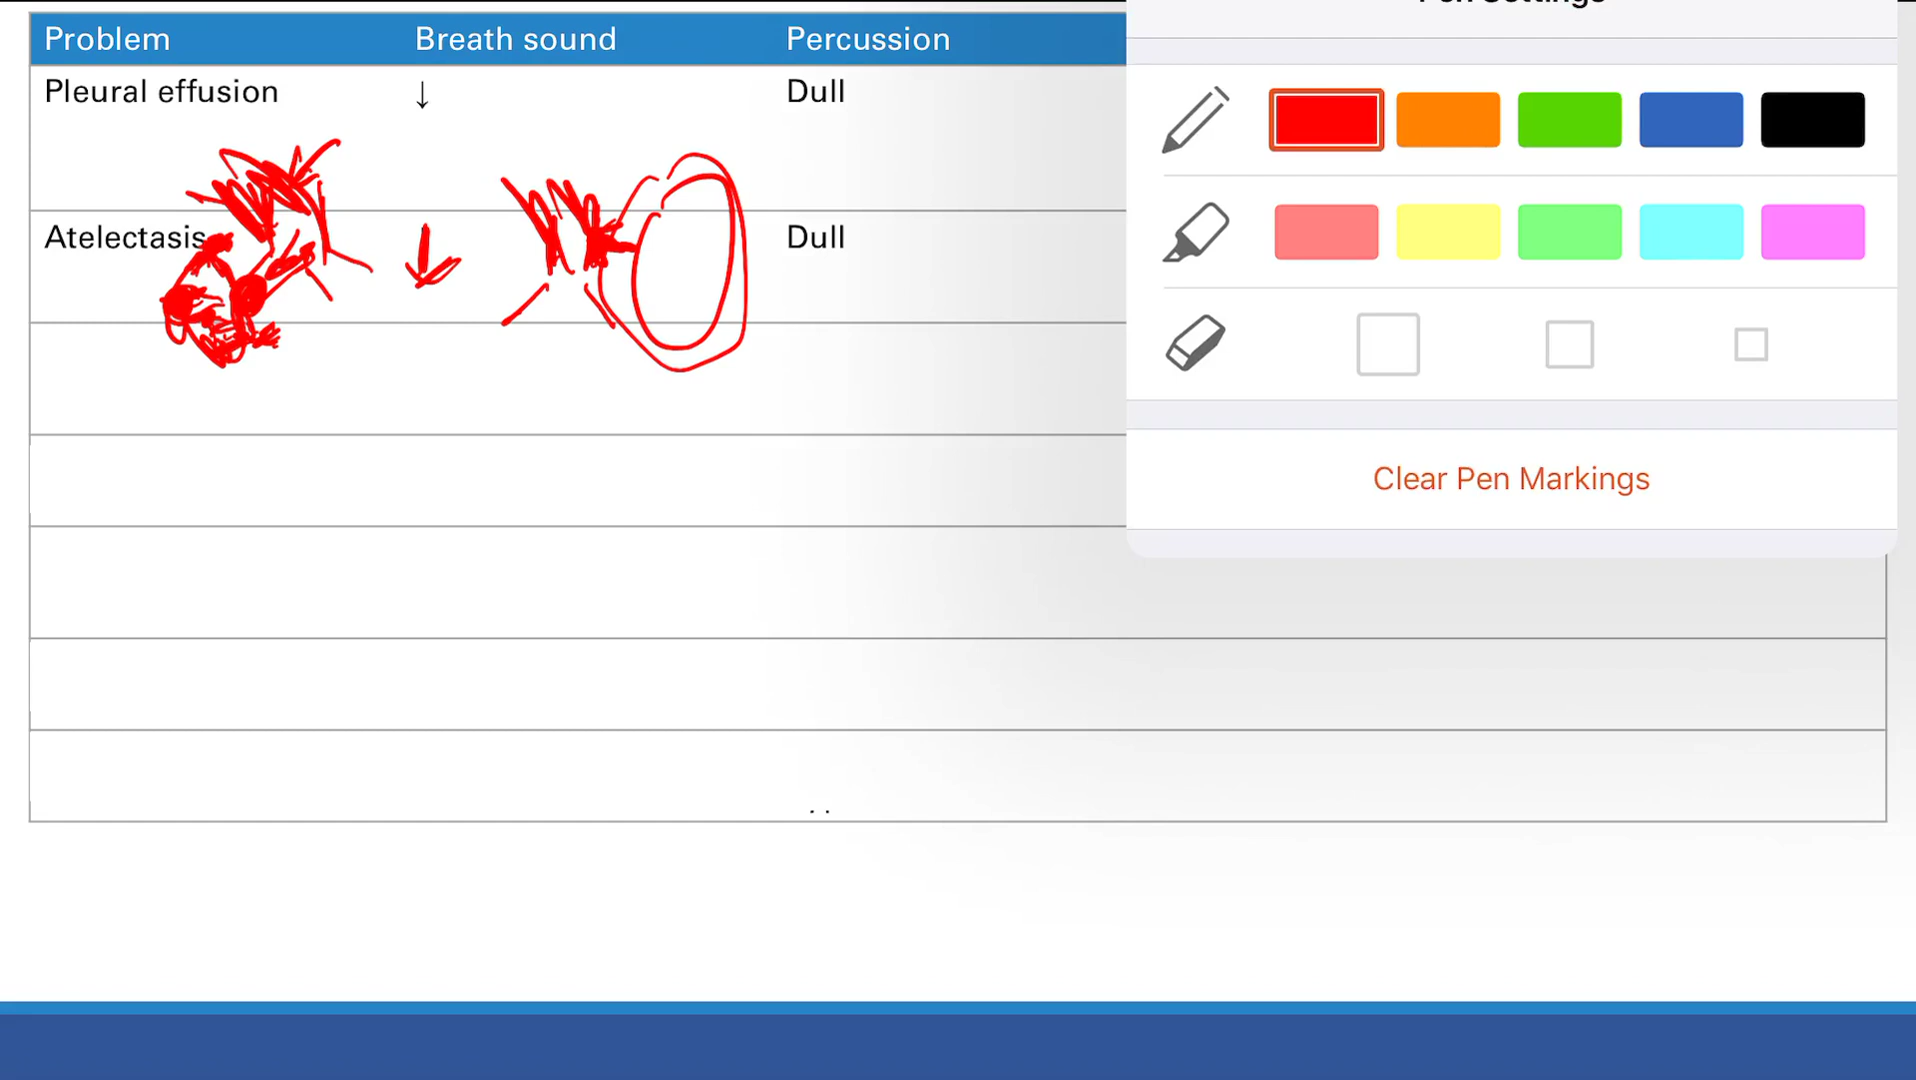 Problem Breath sound Percussion
Pleural effusion ↓ Dull
Atelectasis ↓ Dull
Pen Settings
Clear Pen Markings